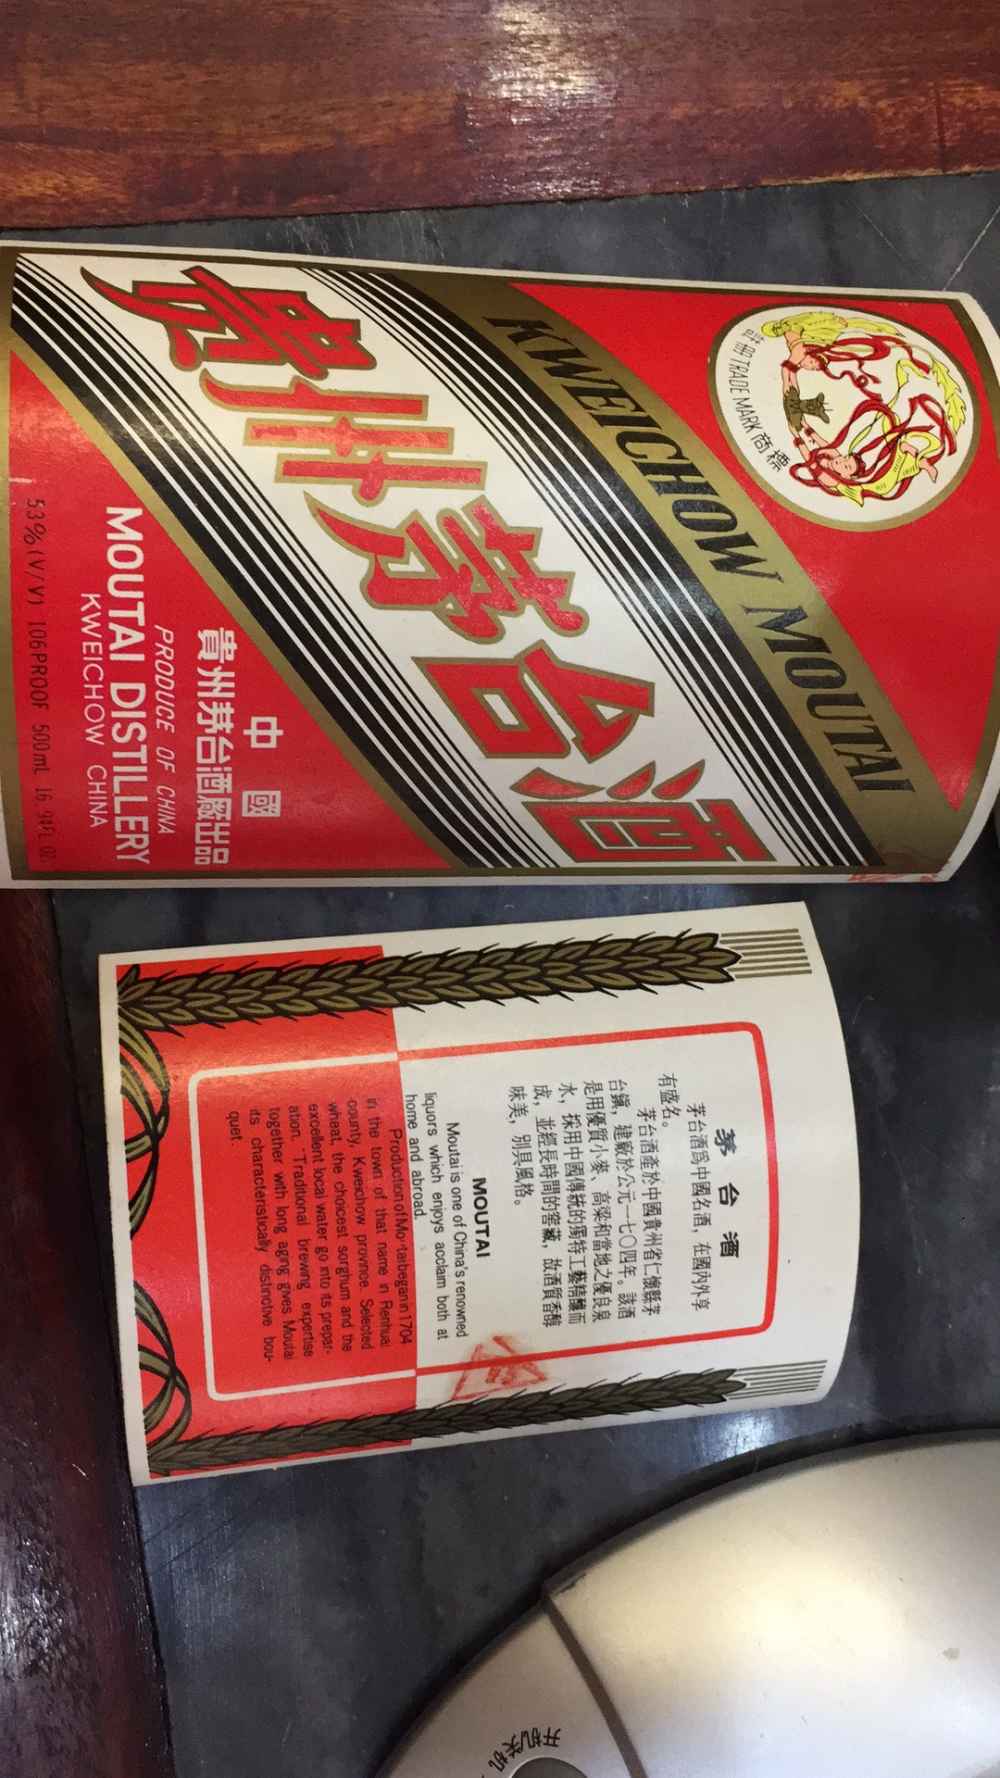 飛天牌 TRADE MARK 商標
KWEICHOW MOUTAI
貴州茅台酒
中國
貴州茅台酒廠出品
PRODUCE OF CHINA
MOUTAI DISTILLERY
KWEICHOW CHINA
53%(V/V) 106PROOF 500mL 16.9FL OZ
茅台酒
茅台酒爲中國名酒，在國內外享
有盛名。
茅台酒產於中國貴州省仁懷縣茅
台鎮，建廠於公元一七〇四年。該酒
是用優質小麥、高粱和當地之優良泉
水，採用中國傳統的獨特工藝精釀而
成，並經長時間的窖藏，故酒質香醇
味美，別具風格。
MOUTAI
Moutai is one of China's renowned
liquors which enjoys acclaim both at
home and abroad.
Production of Moutai began in 1704
in the town of that name in Renhuai
county, Kweichow province. Selected
wheat, the choicest sorghum and the
excellent local water go into its prepar-
ation. Traditional brewing expertise
together with long aging gives Moutai
its characteristically distinctive bou-
quet.
开机关机